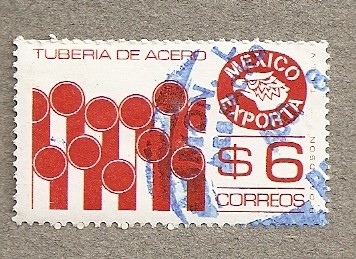 TUBERIA DE ACERO
MEXICO
EXPORTA
$6
CORREOS